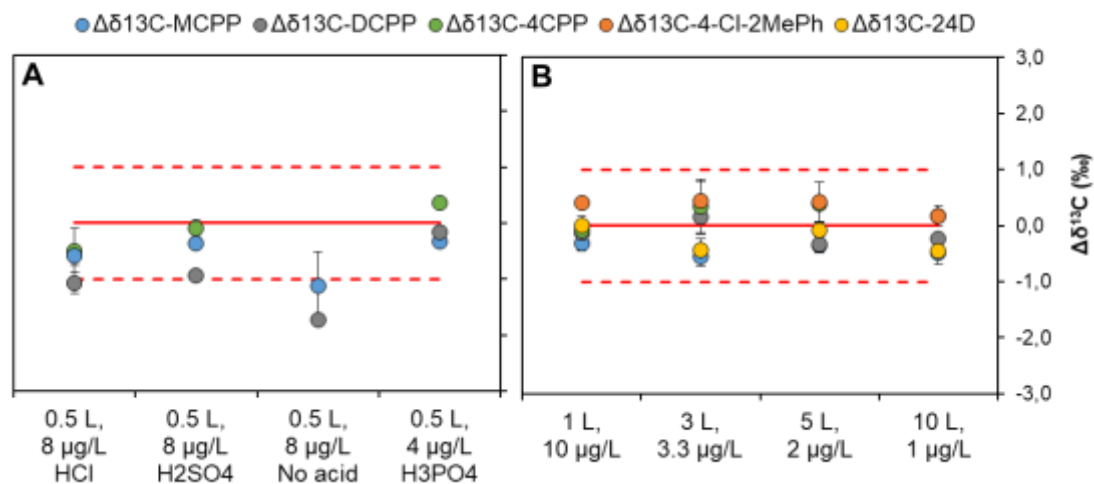 Δδ13C-MCPP Δδ13C-DCPP Δδ13C-4CPP Δδ13C-4-Cl-2MePh Δδ13C-24D
A
B
3,0
2,0
1,0
0,0
-1,0
-2,0
-3,0
Δδ¹³C (‰)
0.5 L, 0.5 L, 0.5 L, 0.5 L,
8 µg/L 8 µg/L 8 µg/L 4 µg/L
HCl H2SO4 No acid H3PO4
1 L, 3 L, 5 L, 10 L,
10 µg/L 3.3 µg/L 2 µg/L 1 µg/L